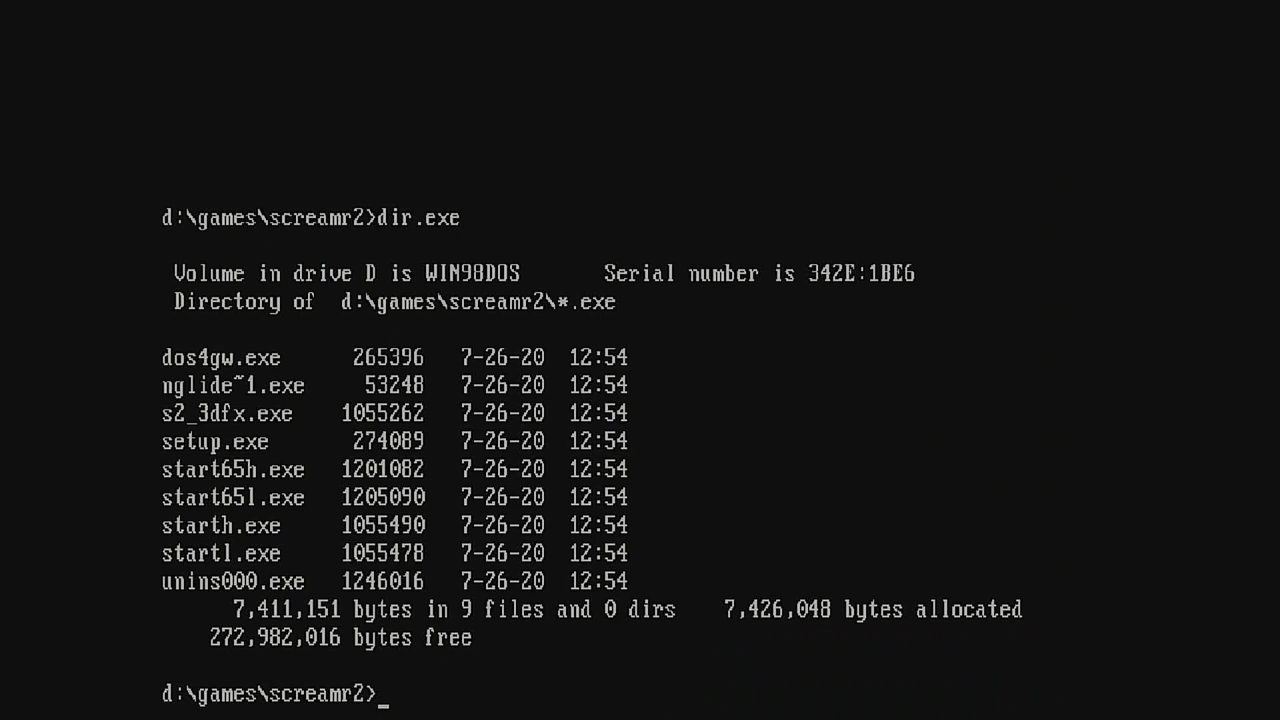 d:\games\screamr2>dir.exe
Volume in drive D is WIN98DOS Serial number is 342E:1BE6
Directory of d:\games\screamr2\*.exe
dos4gw.exe 265396 7-26-20 12:54
nglide~1.exe 53248 7-26-20 12:54
s2_3dfx.exe 1055262 7-26-20 12:54
setup.exe 274089 7-26-20 12:54
start65h.exe 1201082 7-26-20 12:54
start65l.exe 1205090 7-26-20 12:54
starth.exe 1055490 7-26-20 12:54
startl.exe 1055478 7-26-20 12:54
unins000.exe 1246016 7-26-20 12:54
7,411,151 bytes in 9 files and 0 dirs 7,426,048 bytes allocated
272,982,016 bytes free
d:\games\screamr2>_